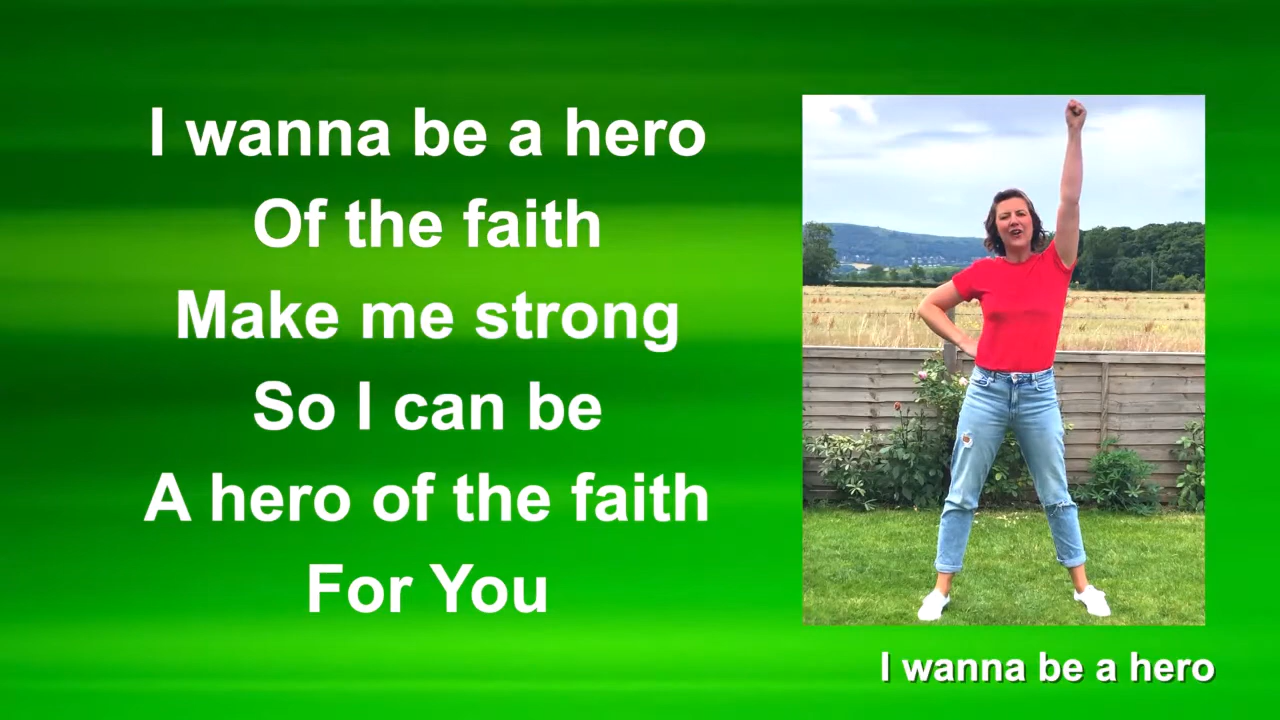 I wanna be a hero
Of the faith
Make me strong
So I can be
A hero of the faith
For You
I wanna be a hero